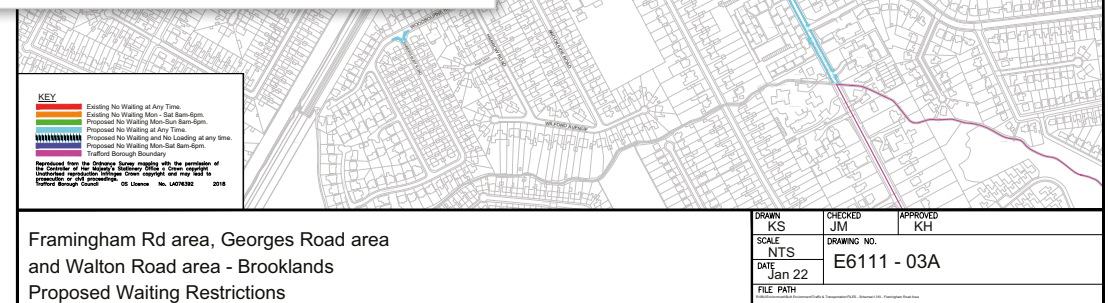 WILFORD AVENUE
KEY
Existing No Waiting at Any Time.
Existing No Waiting Mon - Sat 8am-6pm.
Proposed No Waiting Mon-Sun 8am-6pm.
Proposed No Waiting at Any Time.
Proposed No Waiting and No Loading at any time.
Proposed No Waiting Mon-Sat 8am-6pm.
Trafford Borough Boundary
Reproduced from the Ordnance Survey mapping with the permission of
the Controller of Her Majesty's Stationery Office c Crown copyright
Unauthorised reproduction infringes Crown copyright and may lead to
prosecution or civil proceedings.
Trafford Borough Council OS Licence No. LA076392 2018
Framingham Rd area, Georges Road area
and Walton Road area - Brooklands
Proposed Waiting Restrictions
DRAWN CHECKED APPROVED
KS JM KH
SCALE DRAWING NO.
NTS E6111 - 03A
DATE
Jan 22
FILE PATH